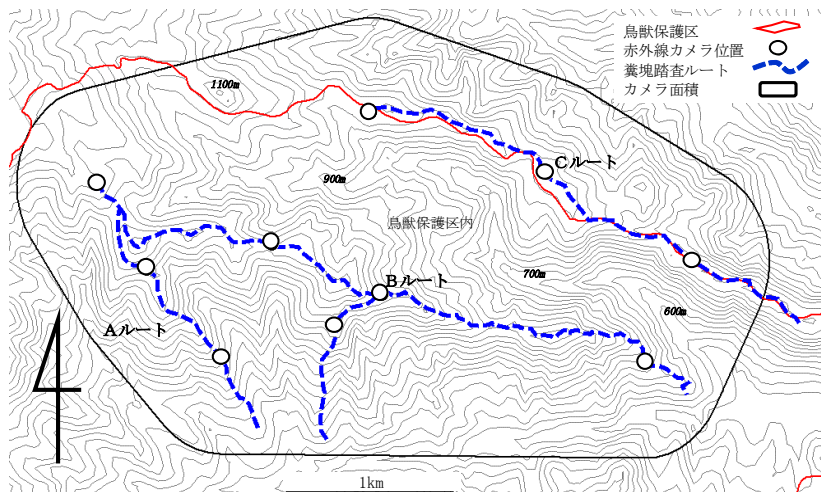 鳥獣保護区
赤外線カメラ位置
糞塊踏査ルート
カメラ面積
1100m
Cルート
900m
鳥獣保護区内
700m
Bルート
600m
Aルート
1km